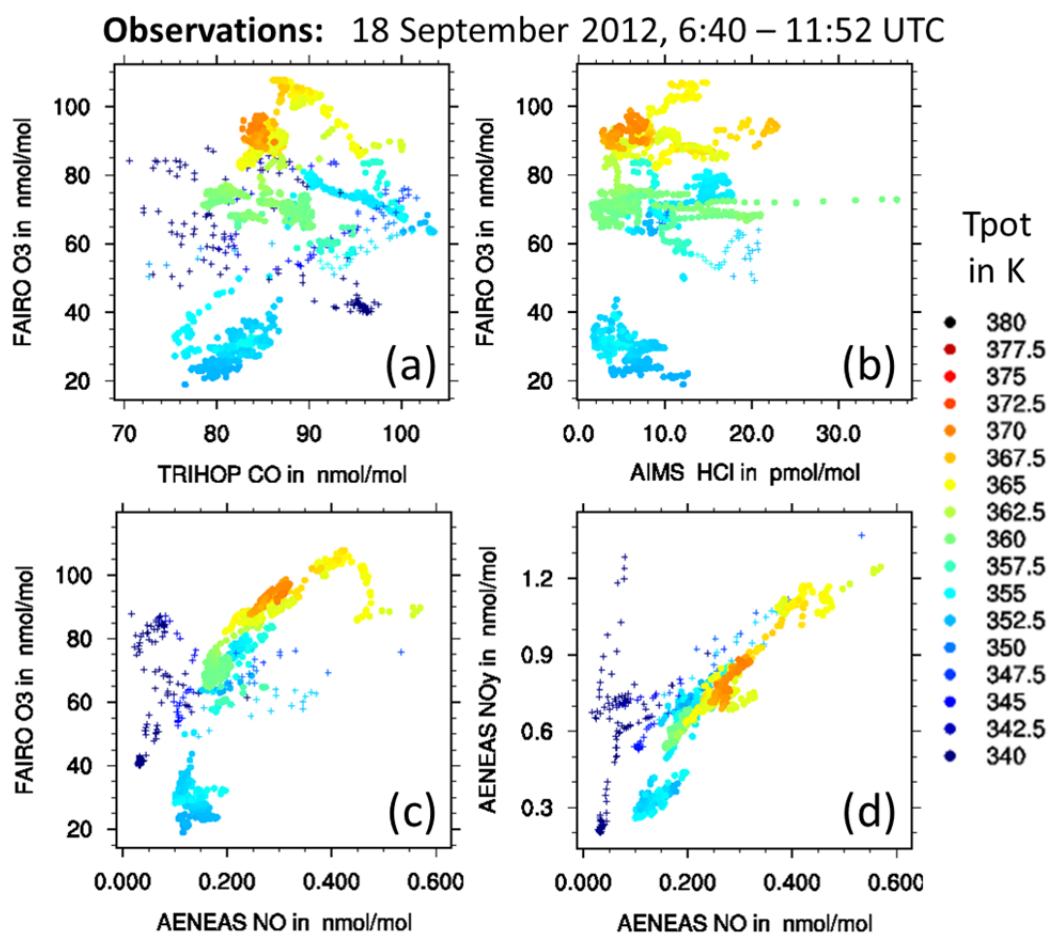 Observations: 18 September 2012, 6:40 – 11:52 UTC
FAIRO O3 in nmol/mol
100
80
60
40
20
(a)
70 80 90 100
TRIHOP CO in nmol/mol
FAIRO O3 in nmol/mol
100
80
60
40
20
(b)
0.0 10.0 20.0 30.0
AIMS HCl in pmol/mol
FAIRO O3 in nmol/mol
100
80
60
40
20
(c)
0.000 0.200 0.400 0.600
AENEAS NO in nmol/mol
AENEAS NOy in nmol/mol
1.2
0.9
0.6
0.3
(d)
0.000 0.200 0.400 0.600
AENEAS NO in nmol/mol
Tpot
in K
380
377.5
375
372.5
370
367.5
365
362.5
360
357.5
355
352.5
350
347.5
345
342.5
340